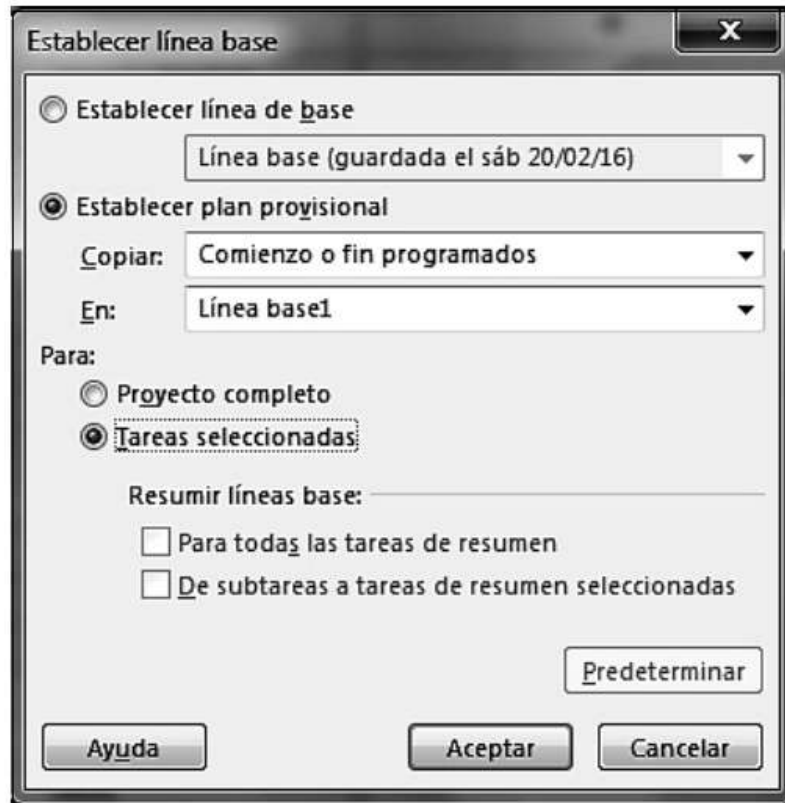 Establecer línea base
Establecer línea de base
Línea base (guardada el sáb 20/02/16)
Establecer plan provisional
Copiar: Comienzo o fin programados
En: Línea base1
Para:
Proyecto completo
Tareas seleccionadas
Resumir líneas base:
Para todas las tareas de resumen
De subtareas a tareas de resumen seleccionadas
Predeterminar
Ayuda Aceptar Cancelar